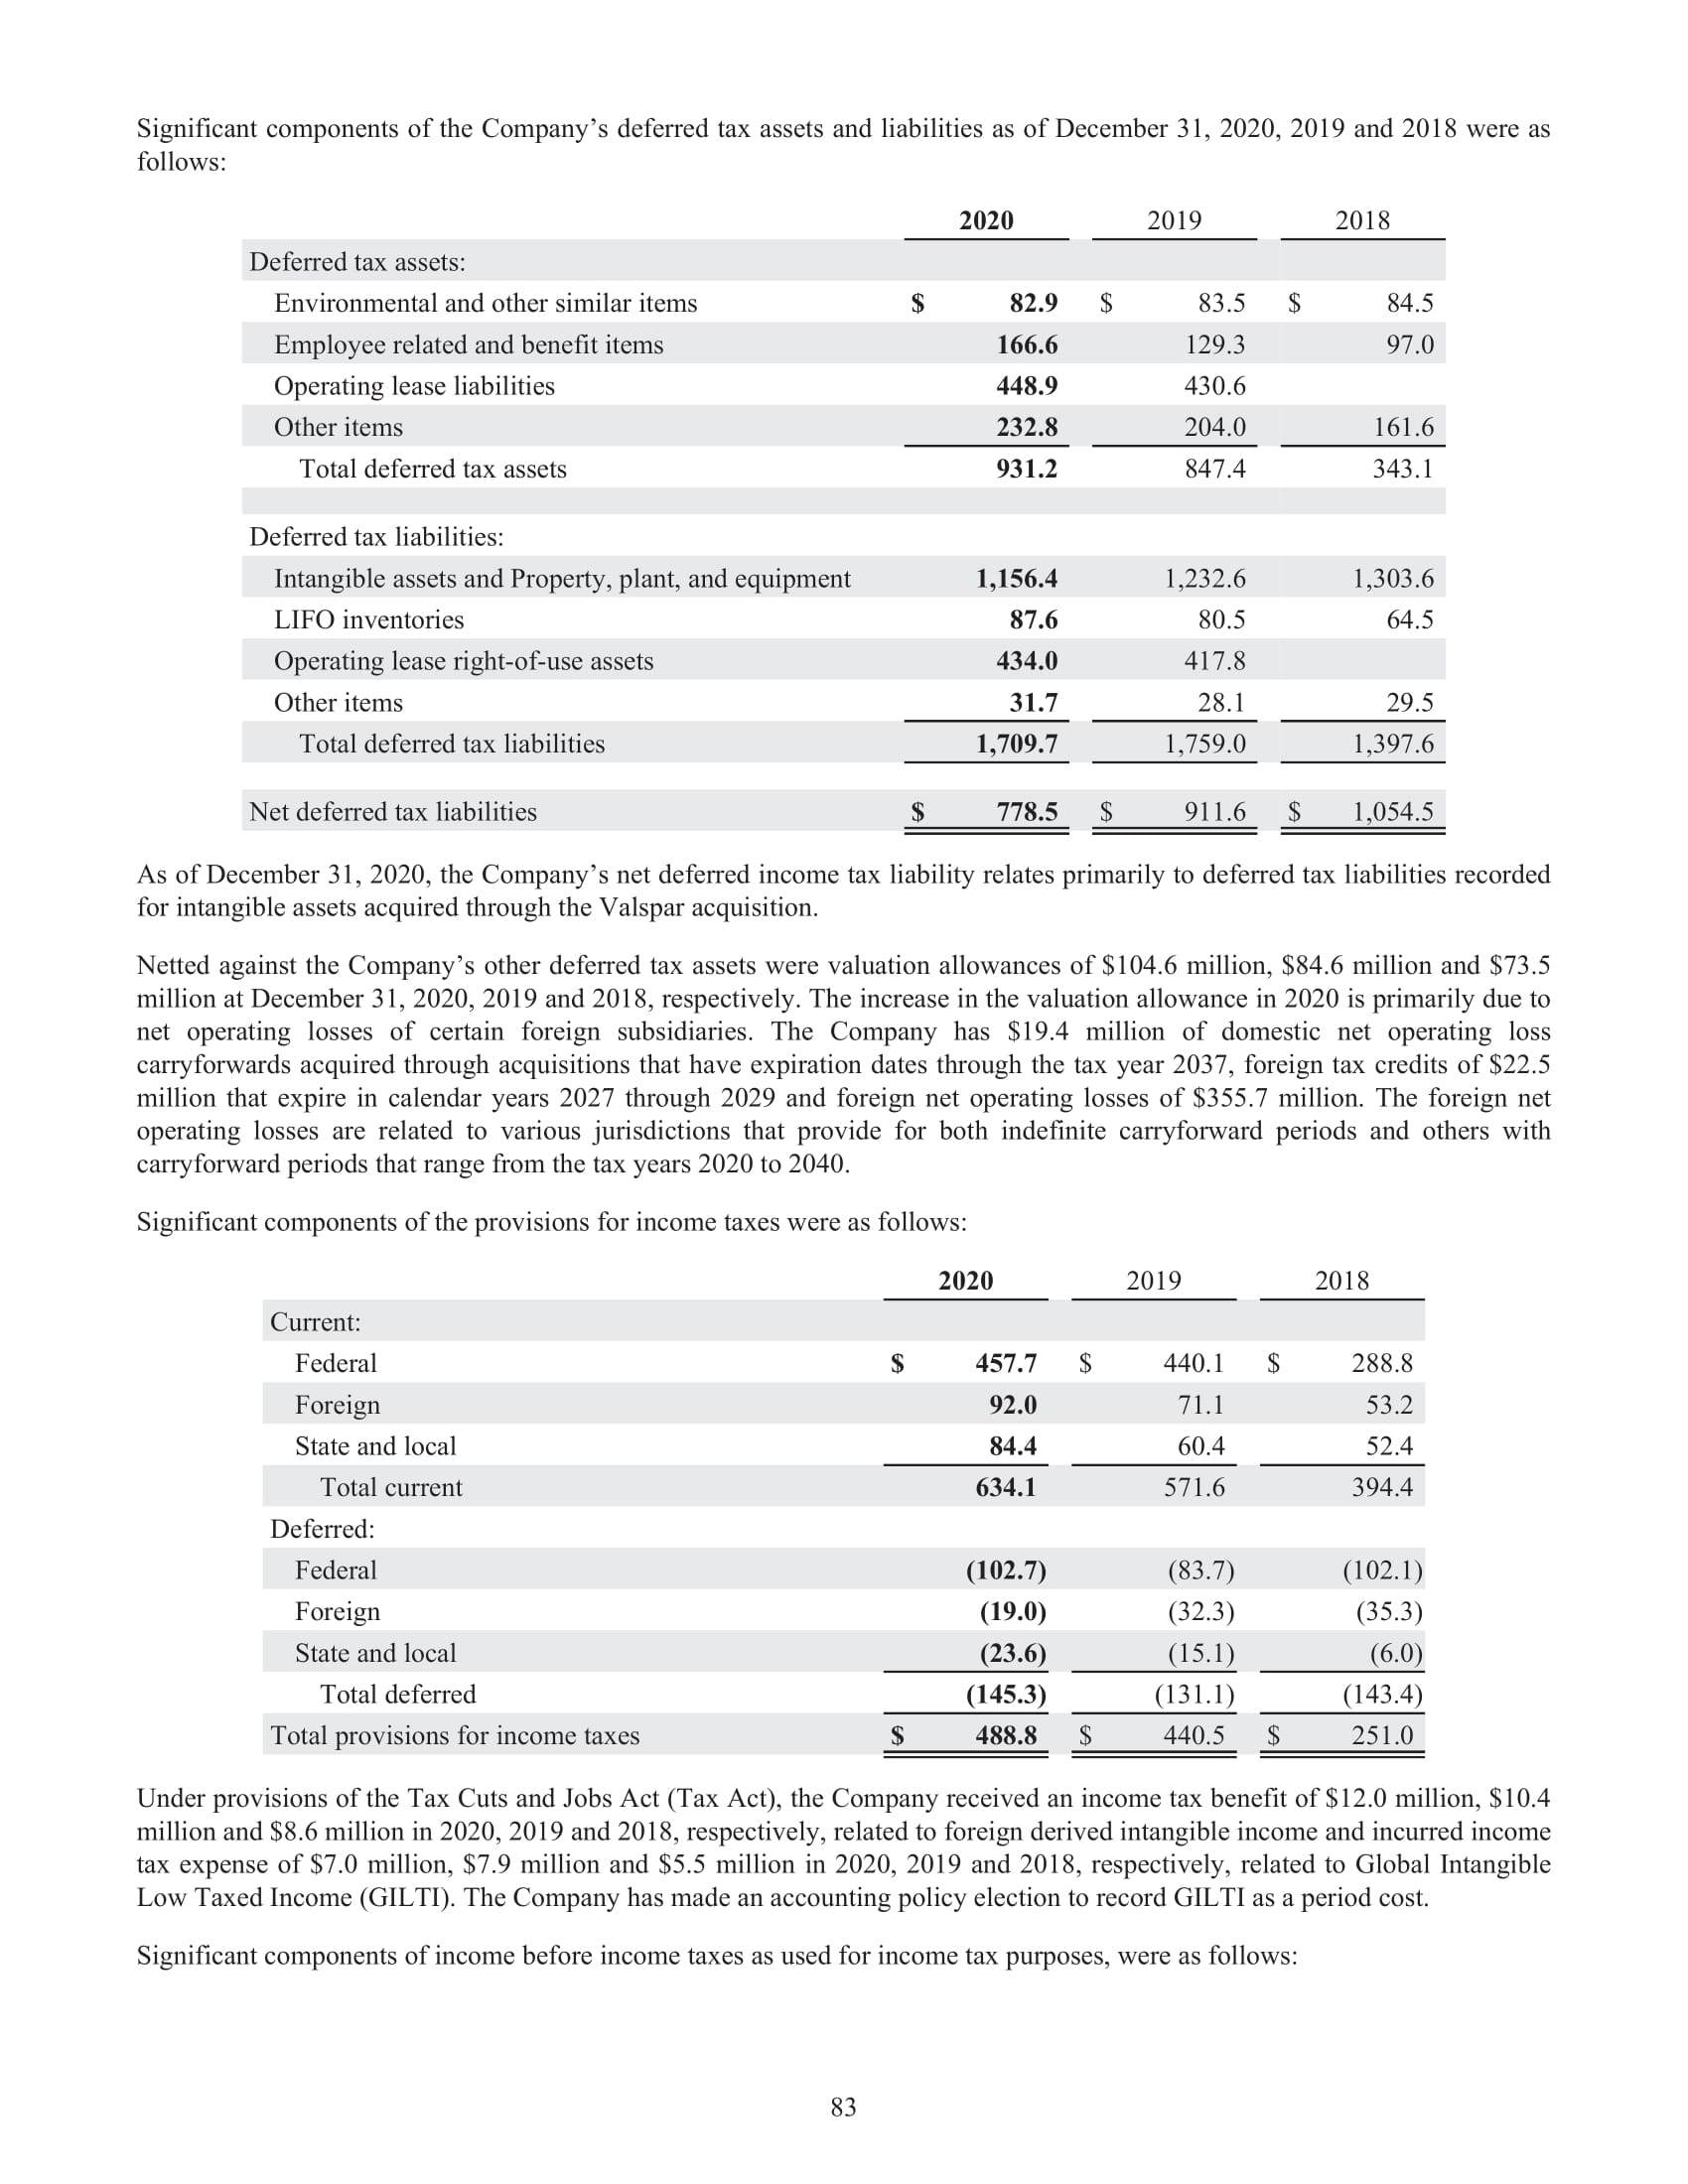 Significant components of the Company’s deferred tax assets and liabilities as of December 31, 2020, 2019 and 2018 were as
follows:
2020 2019 2018
Deferred tax assets:
Environmental and other similar items $ 82.9 $ 83.5 $ 84.5
Employee related and benefit items 166.6 129.3 97.0
Operating lease liabilities 448.9 430.6
Other items 232.8 204.0 161.6
Total deferred tax assets 931.2 847.4 343.1
Deferred tax liabilities:
Intangible assets and Property, plant, and equipment 1,156.4 1,232.6 1,303.6
LIFO inventories 87.6 80.5 64.5
Operating lease right-of-use assets 434.0 417.8
Other items 31.7 28.1 29.5
Total deferred tax liabilities 1,709.7 1,759.0 1,397.6
Net deferred tax liabilities $ 778.5 $ 911.6 $ 1,054.5
As of December 31, 2020, the Company’s net deferred income tax liability relates primarily to deferred tax liabilities recorded
for intangible assets acquired through the Valspar acquisition.
Netted against the Company’s other deferred tax assets were valuation allowances of $104.6 million, $84.6 million and $73.5
million at December 31, 2020, 2019 and 2018, respectively. The increase in the valuation allowance in 2020 is primarily due to
net operating losses of certain foreign subsidiaries. The Company has $19.4 million of domestic net operating loss
carryforwards acquired through acquisitions that have expiration dates through the tax year 2037, foreign tax credits of $22.5
million that expire in calendar years 2027 through 2029 and foreign net operating losses of $355.7 million. The foreign net
operating losses are related to various jurisdictions that provide for both indefinite carryforward periods and others with
carryforward periods that range from the tax years 2020 to 2040.
Significant components of the provisions for income taxes were as follows:
2020 2019 2018
Current:
Federal $ 457.7 $ 440.1 $ 288.8
Foreign 92.0 71.1 53.2
State and local 84.4 60.4 52.4
Total current 634.1 571.6 394.4
Deferred:
Federal (102.7) (83.7) (102.1)
Foreign (19.0) (32.3) (35.3)
State and local (23.6) (15.1) (6.0)
Total deferred (145.3) (131.1) (143.4)
Total provisions for income taxes $ 488.8 $ 440.5 $ 251.0
Under provisions of the Tax Cuts and Jobs Act (Tax Act), the Company received an income tax benefit of $12.0 million, $10.4
million and $8.6 million in 2020, 2019 and 2018, respectively, related to foreign derived intangible income and incurred income
tax expense of $7.0 million, $7.9 million and $5.5 million in 2020, 2019 and 2018, respectively, related to Global Intangible
Low Taxed Income (GILTI). The Company has made an accounting policy election to record GILTI as a period cost.
Significant components of income before income taxes as used for income tax purposes, were as follows:
83